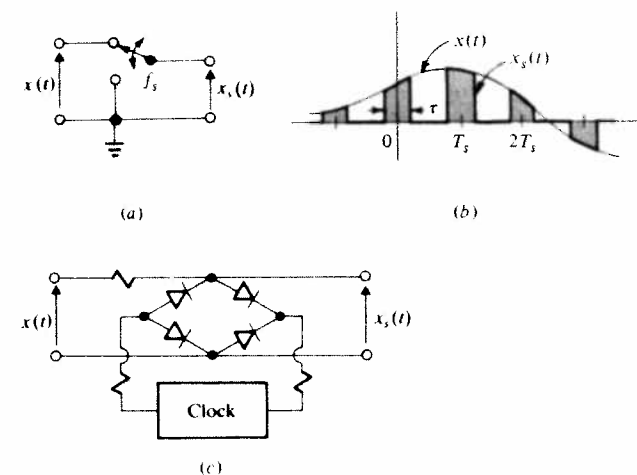 x(t)
f_s
x_s(t)
(a)
x(t)
x_s(t)
τ
0
T_s
2T_s
(b)
x(t)
x_s(t)
Clock
(c)